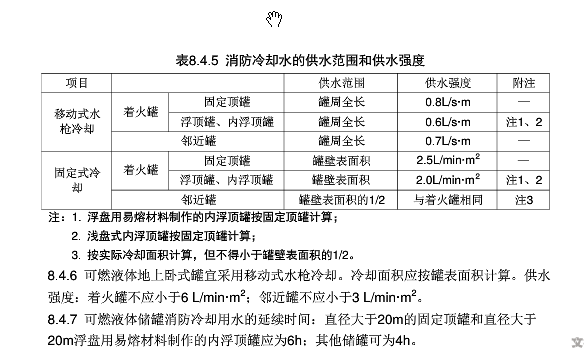 表8.4.5 消防冷却水的供水范围和供水强度
项目 供水范围 供水强度 附注
移动式水枪冷却 着火罐 固定顶罐 罐周全长 0.8L/s·m —
浮顶罐、内浮顶罐 罐周全长 0.6L/s·m 注1、2
邻近罐 罐周全长 0.7L/s·m —
固定式冷却 着火罐 固定顶罐 罐壁表面积 2.5L/min·m² —
浮顶罐、内浮顶罐 罐壁表面积 2.0L/min·m² 注1、2
邻近罐 罐壁表面积的1/2 与着火罐相同 注3
注：1. 浮盘用易熔材料制作的内浮顶罐按固定顶罐计算；
2. 浅盘式内浮顶罐按固定顶罐计算；
3. 按实际冷却面积计算，但不得小于罐壁表面积的1/2。
8.4.6 可燃液体地上卧式罐宜采用移动式水枪冷却。冷却面积应按罐表面积计算。供水
强度：着火罐不应小于6 L/min·m²；邻近罐不应小于3 L/min·m²。
8.4.7 可燃液体储罐消防冷却用水的延续时间：直径大于20m的固定顶罐和直径大于
20m浮盘用易熔材料制作的内浮顶罐应为6h；其他储罐可为4h。